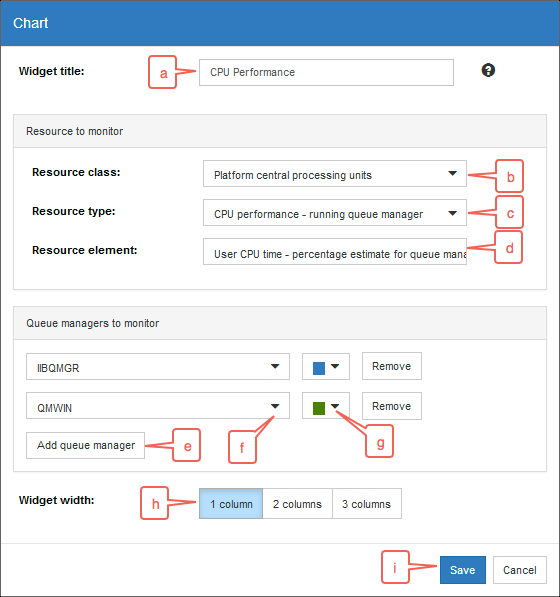 Chart
Widget title:
a
CPU Performance
?
Resource to monitor
Resource class:
Platform central processing units
b
Resource type:
CPU performance - running queue manager
c
Resource element:
User CPU time - percentage estimate for queue mana
d
Queue managers to monitor
IIBQMGR
Remove
QMWIN
Remove
Add queue manager
e
f
g
Widget width:
h
1 column
2 columns
3 columns
i
Save
Cancel